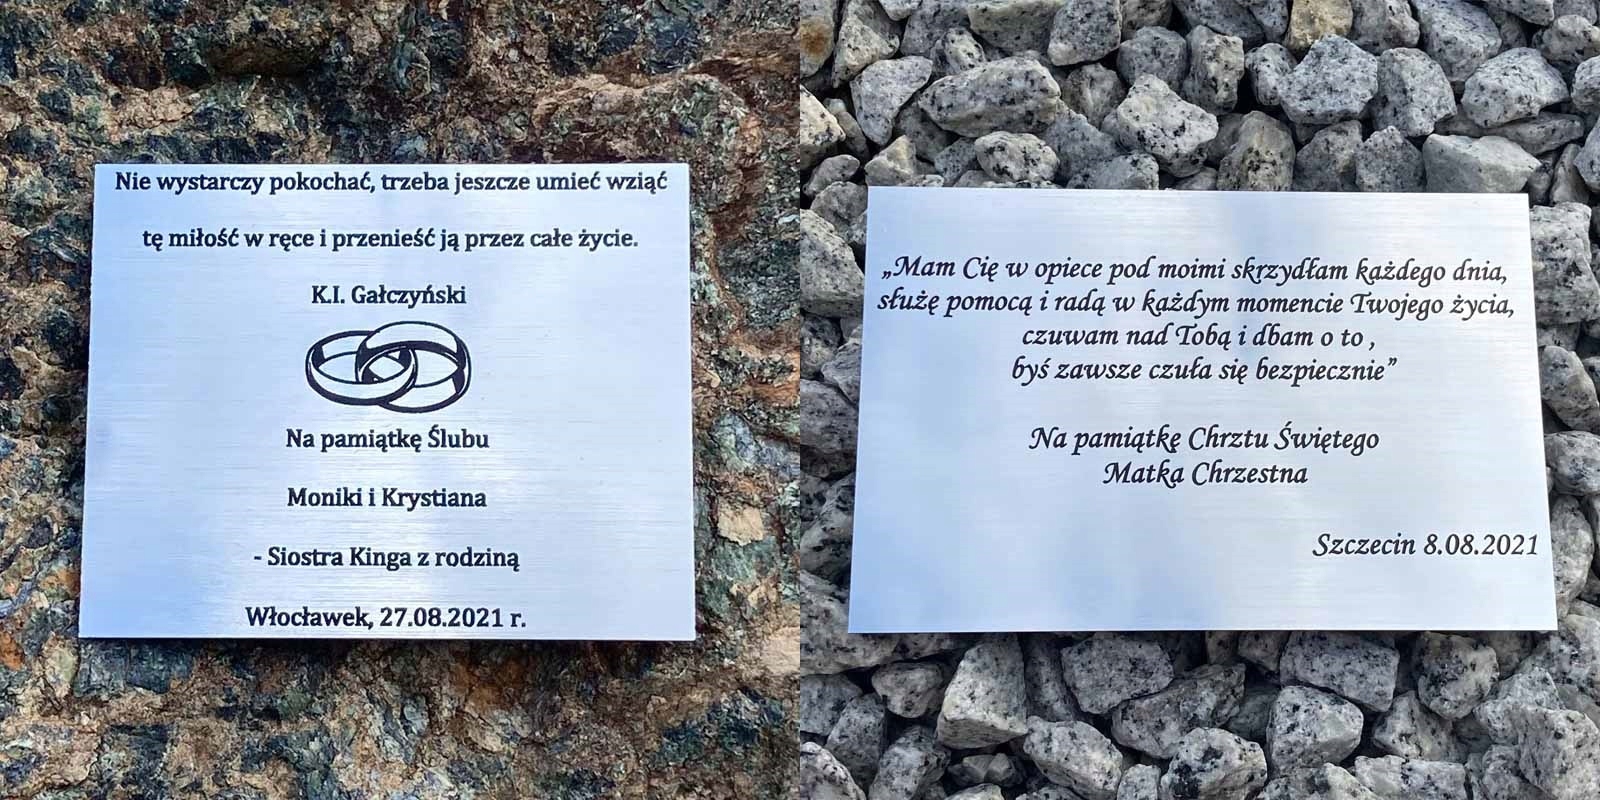 Nie wystarczy pokochać, trzeba jeszcze umieć wziąć
tę miłość w ręce i przenieść ją przez całe życie.
K.I. Gałczyński
Na pamiątkę Ślubu
Moniki i Krystiana
- Siostra Kinga z rodziną
Włocławek, 27.08.2021 r.
„Mam Cię w opiece pod moimi skrzydłam każdego dnia,
służę pomocą i radą w każdym momencie Twojego życia,
czuwam nad Tobą i dbam o to ,
byś zawsze czuła się bezpiecznie”
Na pamiątkę Chrztu Świętego
Matka Chrzestna
Szczecin 8.08.2021